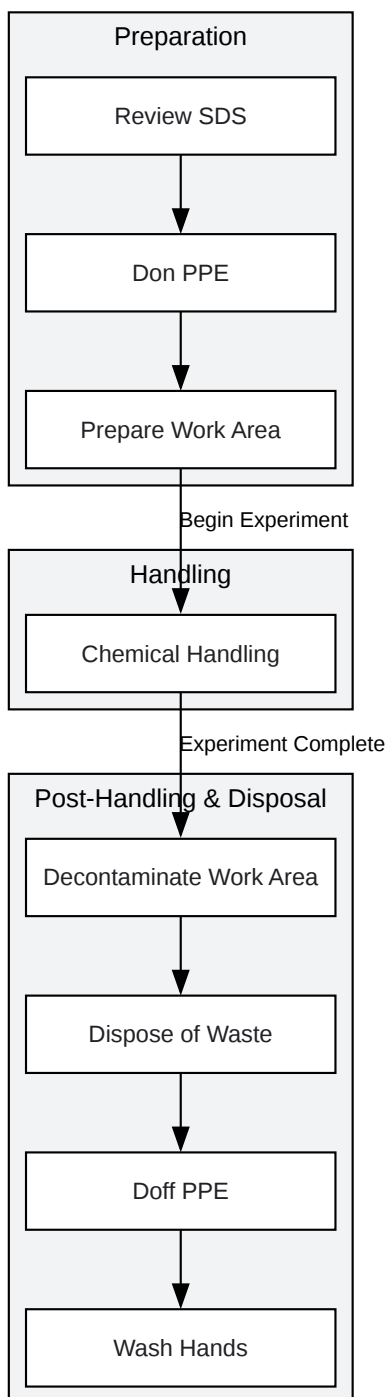 Preparation
Review SDS
Don PPE
Prepare Work Area
Begin Experiment
Handling
Chemical Handling
Experiment Complete
Post-Handling & Disposal
Decontaminate Work Area
Dispose of Waste
Doff PPE
Wash Hands